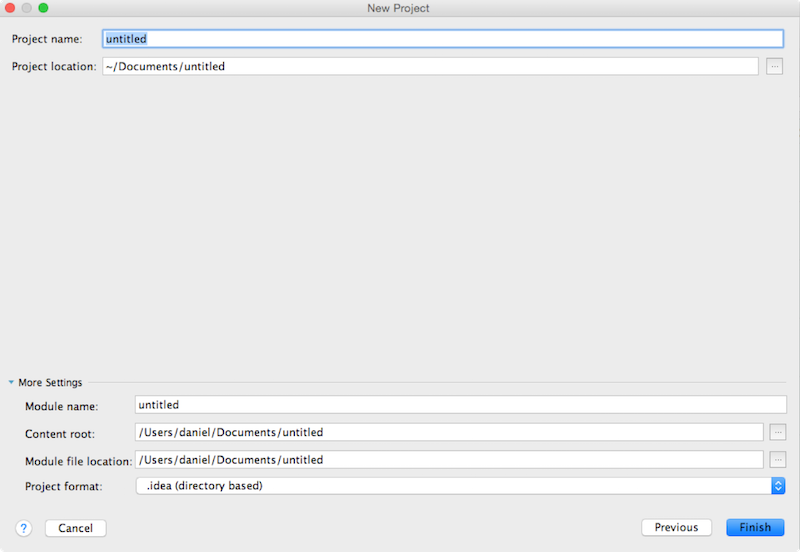 New Project
Project name: untitled
Project location: ~/Documents/untitled ...
More Settings
Module name: untitled
Content root: /Users/daniel/Documents/untitled ...
Module file location: /Users/daniel/Documents/untitled ...
Project format: .idea (directory based)
? Cancel Previous Finish